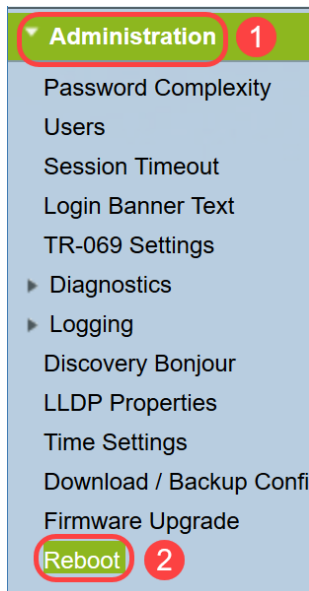 Administration 1
Password Complexity
Users
Session Timeout
Login Banner Text
TR-069 Settings
Diagnostics
Logging
Discovery Bonjour
LLDP Properties
Time Settings
Download / Backup Confi
Firmware Upgrade
Reboot 2